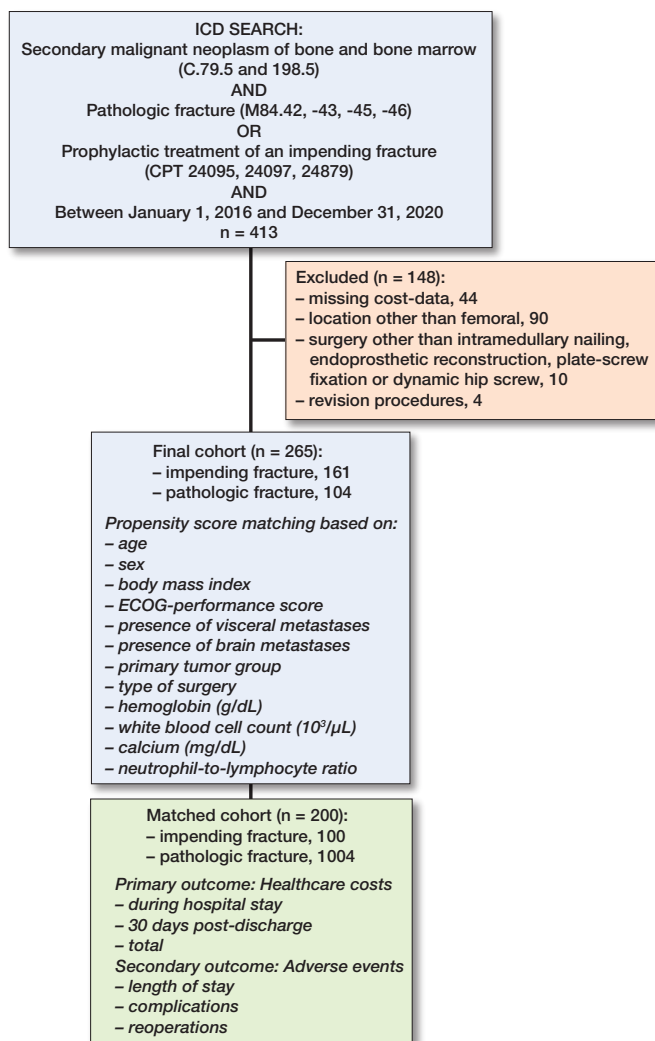 ICD SEARCH:
Secondary malignant neoplasm of bone and bone marrow
(C.79.5 and 198.5)
AND
Pathologic fracture (M84.42, -43, -45, -46)
OR
Prophylactic treatment of an impending fracture
(CPT 24095, 24097, 24879)
AND
Between January 1, 2016 and December 31, 2020
n = 413
Excluded (n = 148):
– missing cost-data, 44
– location other than femoral, 90
– surgery other than intramedullary nailing,
endoprosthetic reconstruction, plate-screw
fixation or dynamic hip screw, 10
– revision procedures, 4
Final cohort (n = 265):
– impending fracture, 161
– pathologic fracture, 104
Propensity score matching based on:
– age
– sex
– body mass index
– ECOG-performance score
– presence of visceral metastases
– presence of brain metastases
– primary tumor group
– type of surgery
– hemoglobin (g/dL)
– white blood cell count (10³/µL)
– calcium (mg/dL)
– neutrophil-to-lymphocyte ratio
Matched cohort (n = 200):
– impending fracture, 100
– pathologic fracture, 1004
Primary outcome: Healthcare costs
– during hospital stay
– 30 days post-discharge
– total
Secondary outcome: Adverse events
– length of stay
– complications
– reoperations